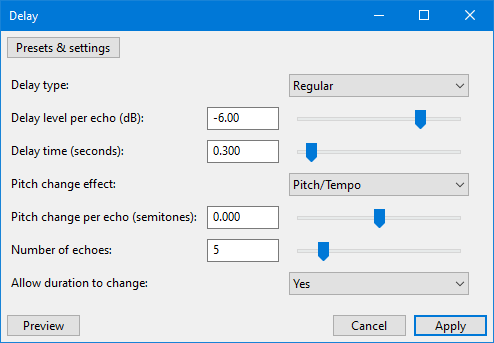 Delay
Presets & settings
Delay type: Regular
Delay level per echo (dB): -6.00
Delay time (seconds): 0.300
Pitch change effect: Pitch/Tempo
Pitch change per echo (semitones): 0.000
Number of echoes: 5
Allow duration to change: Yes
Preview Cancel Apply